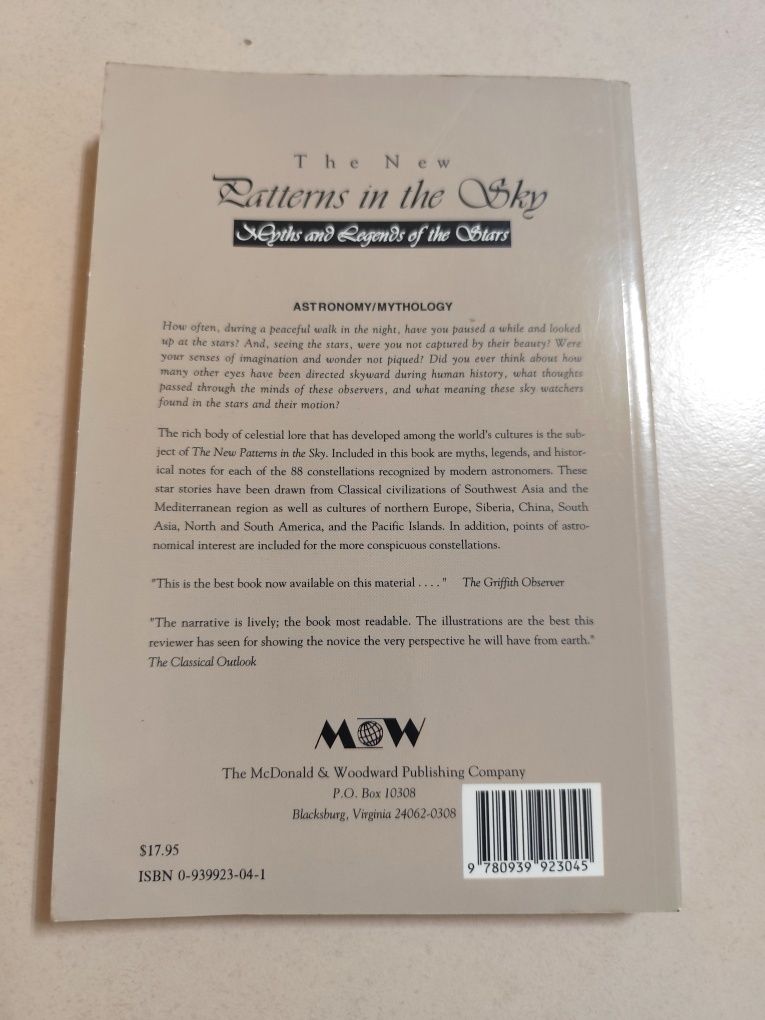 The New
Patterns in the Sky
Myths and Legends of the Stars
ASTRONOMY/MYTHOLOGY
How often, during a peaceful walk in the night, have you paused a while and looked
up at the stars? And, seeing the stars, were you not captured by their beauty? Were
your senses of imagination and wonder not piqued? Did you ever think about how
many other eyes have been directed skyward during human history, what thoughts
passed through the minds of these observers, and what meaning these sky watchers
found in the stars and their motion?
The rich body of celestial lore that has developed among the world's cultures is the sub-
ject of The New Patterns in the Sky. Included in this book are myths, legends, and histor-
ical notes for each of the 88 constellations recognized by modern astronomers. These
star stories have been drawn from Classical civilizations of Southwest Asia and the
Mediterranean region as well as cultures of northern Europe, Siberia, China, South
Asia, North and South America, and the Pacific Islands. In addition, points of astro-
nomical interest are included for the more conspicuous constellations.
"This is the best book now available on this material . . . ." The Griffith Observer
"The narrative is lively; the book most readable. The illustrations are the best this
reviewer has seen for showing the novice the very perspective he will have from earth."
The Classical Outlook
M W
The McDonald & Woodward Publishing Company
P.O. Box 10308
Blacksburg, Virginia 24062-0308
$17.95
ISBN 0-939923-04-1
9 780939 923045